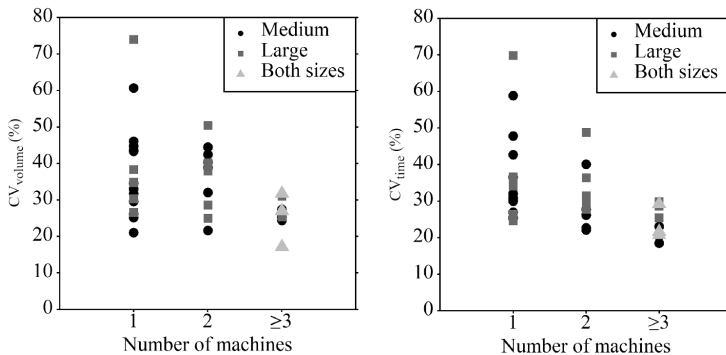 80
70
60
50
40
30
20
10
0
CVvolume (%)
Medium
Large
Both sizes
1 2 ≥3
Number of machines
80
70
60
50
40
30
20
10
0
CVtime (%)
Medium
Large
Both sizes
1 2 ≥3
Number of machines